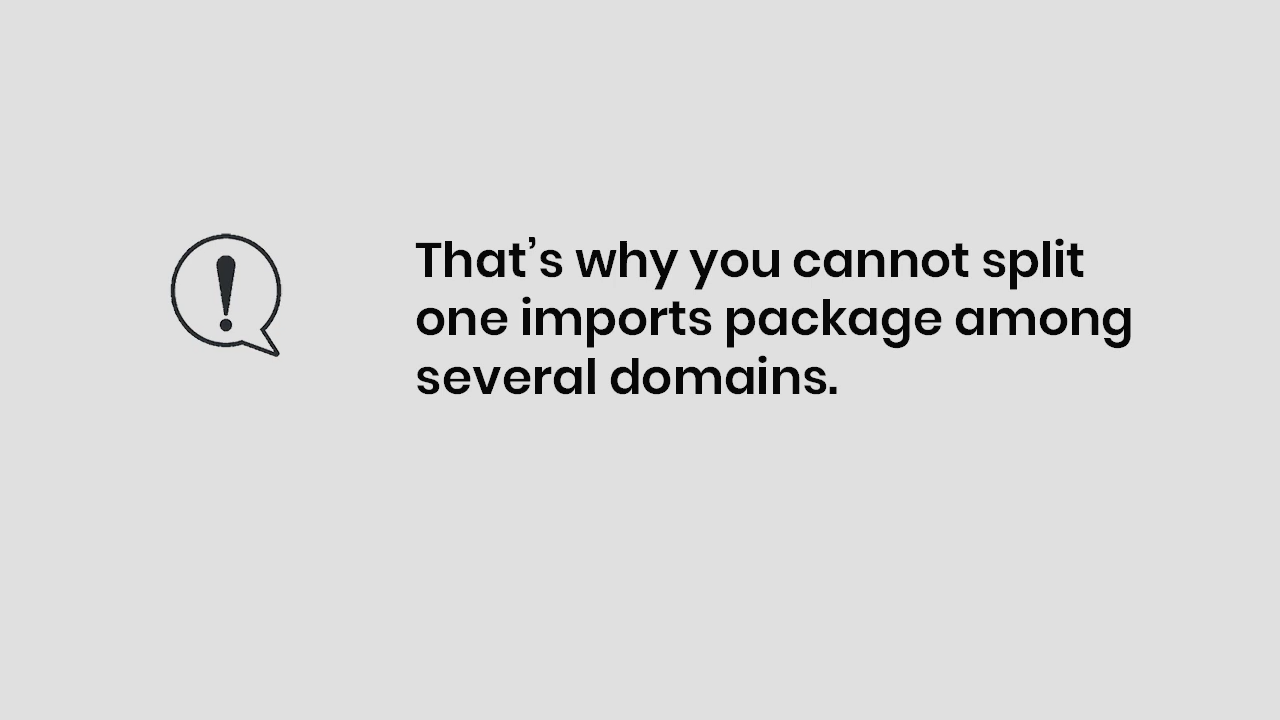 That’s why you cannot split
one imports package among
several domains.